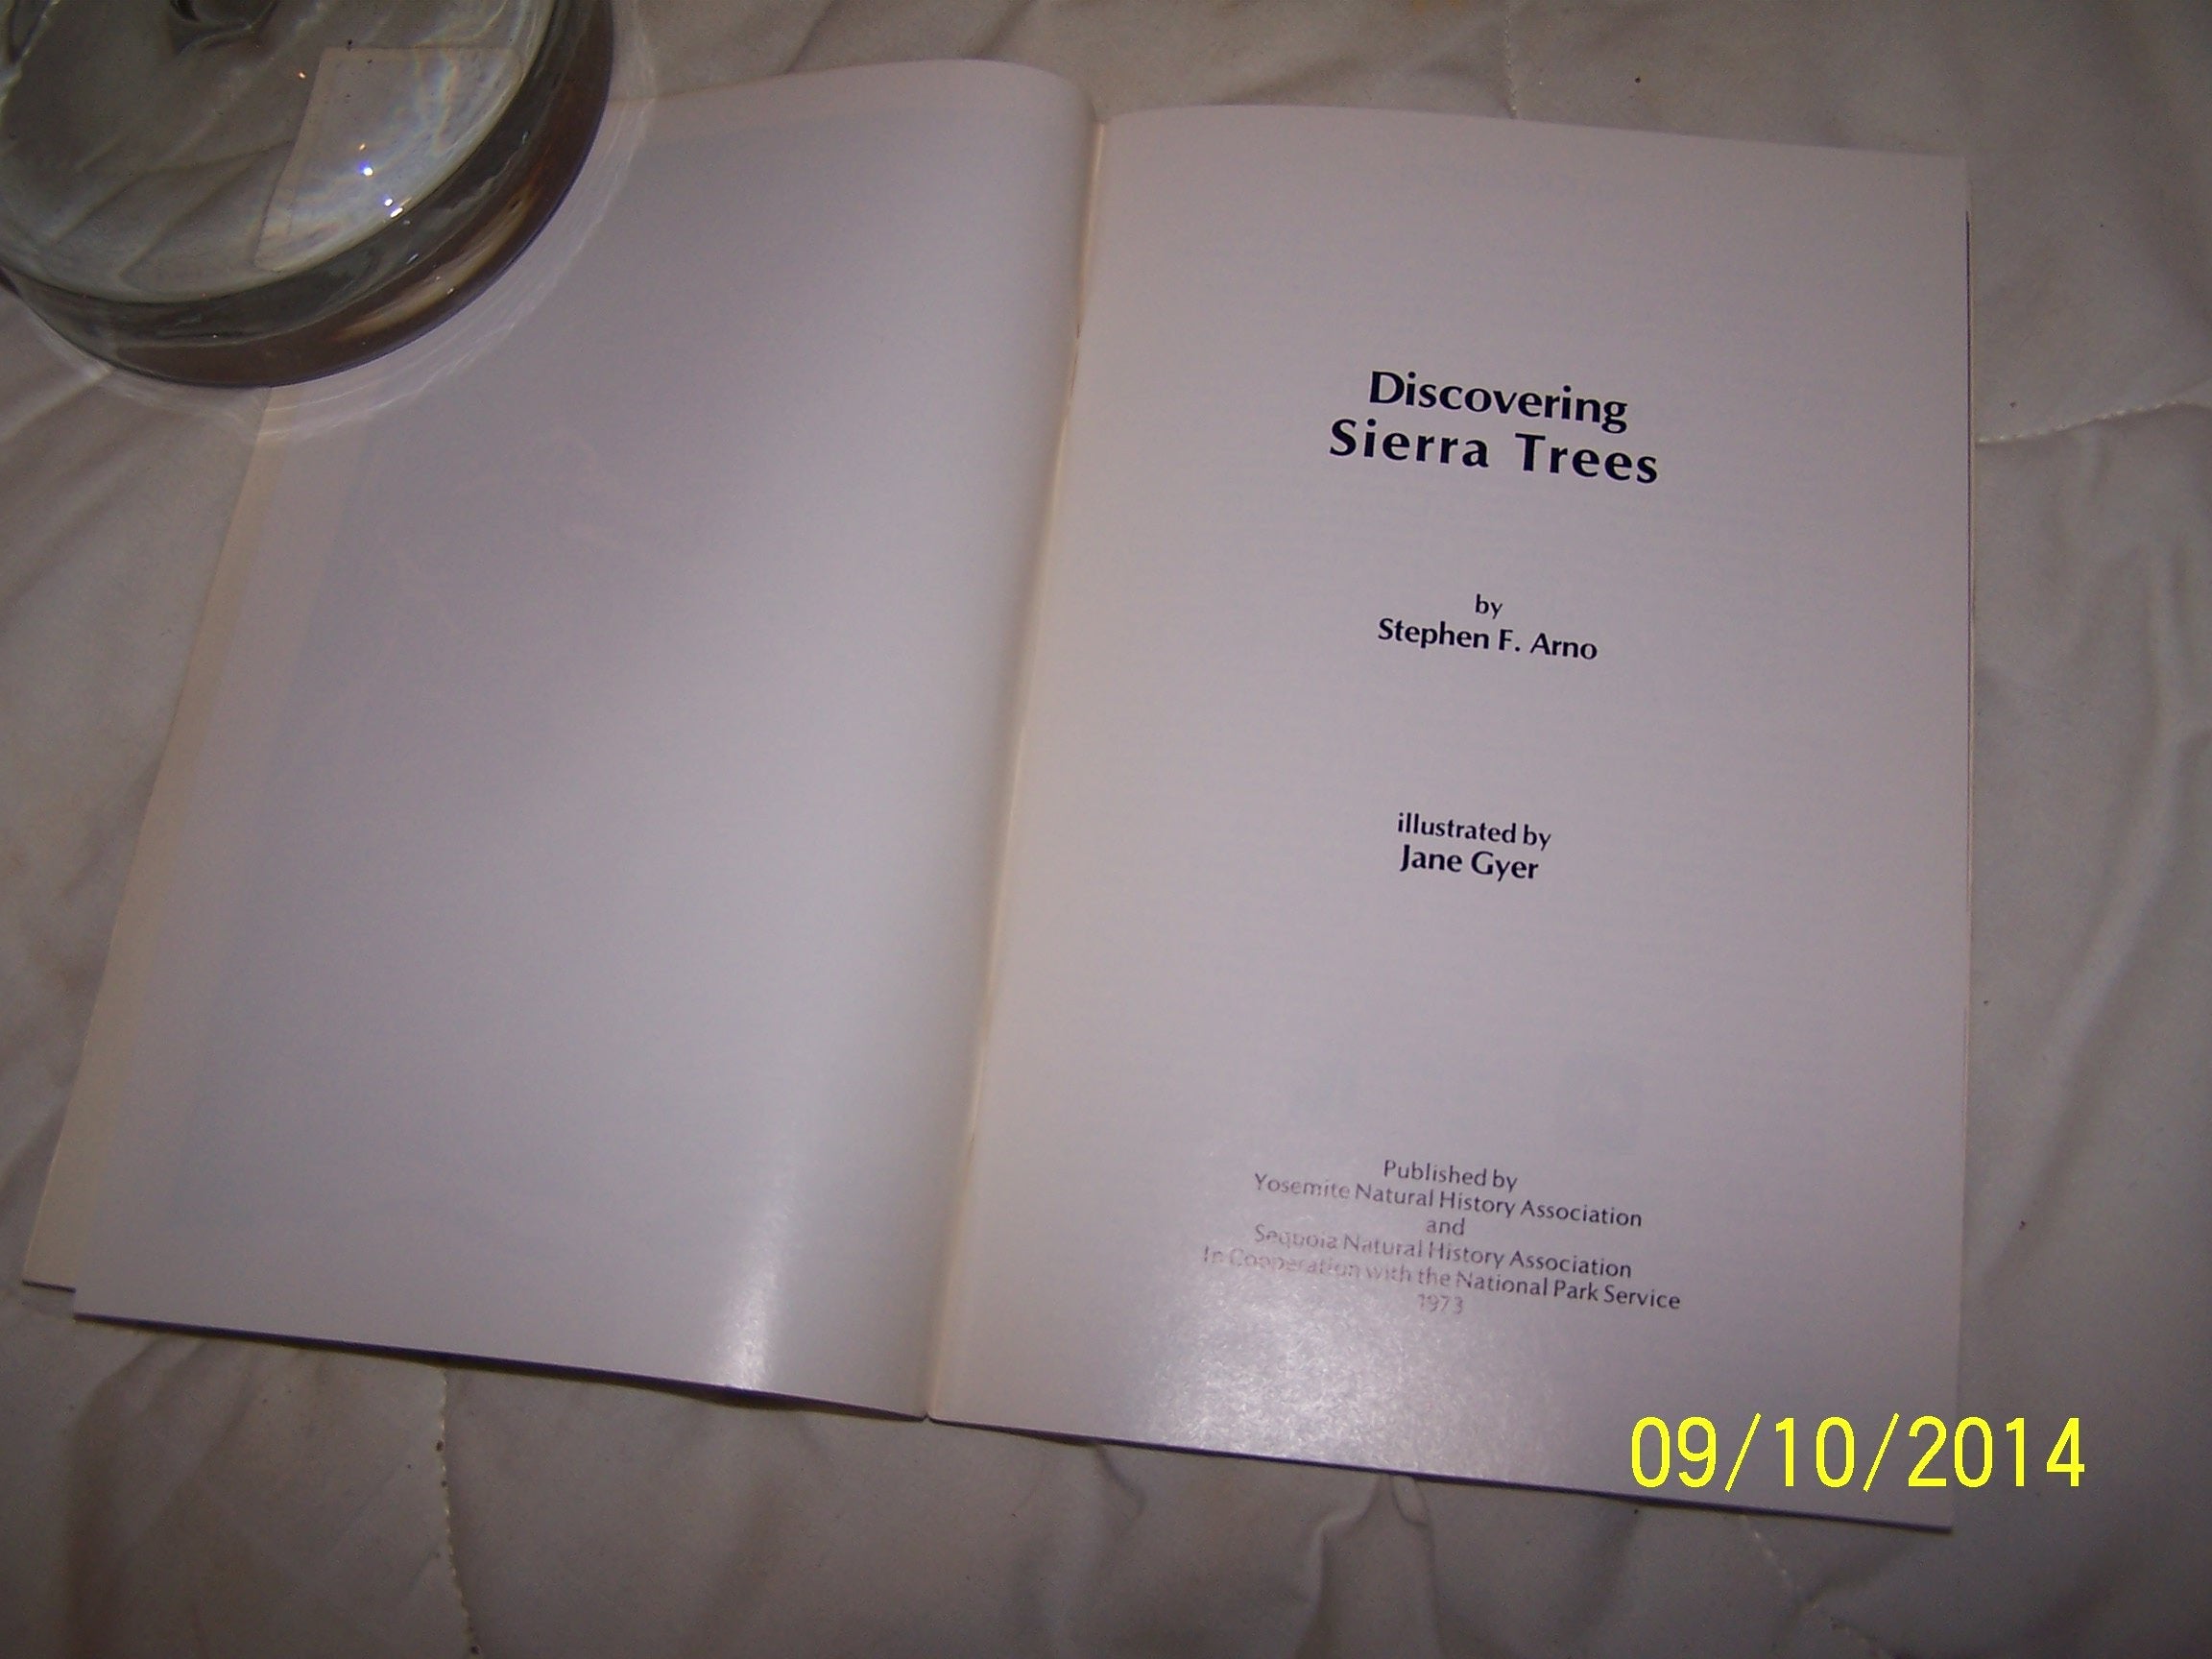 Discovering
Sierra Trees
by
Stephen F. Arno
illustrated by
Jane Gyer
Published by
Yosemite Natural History Association
and
Sequoia Natural History Association
In Cooperation with the National Park Service
1973
09/10/2014